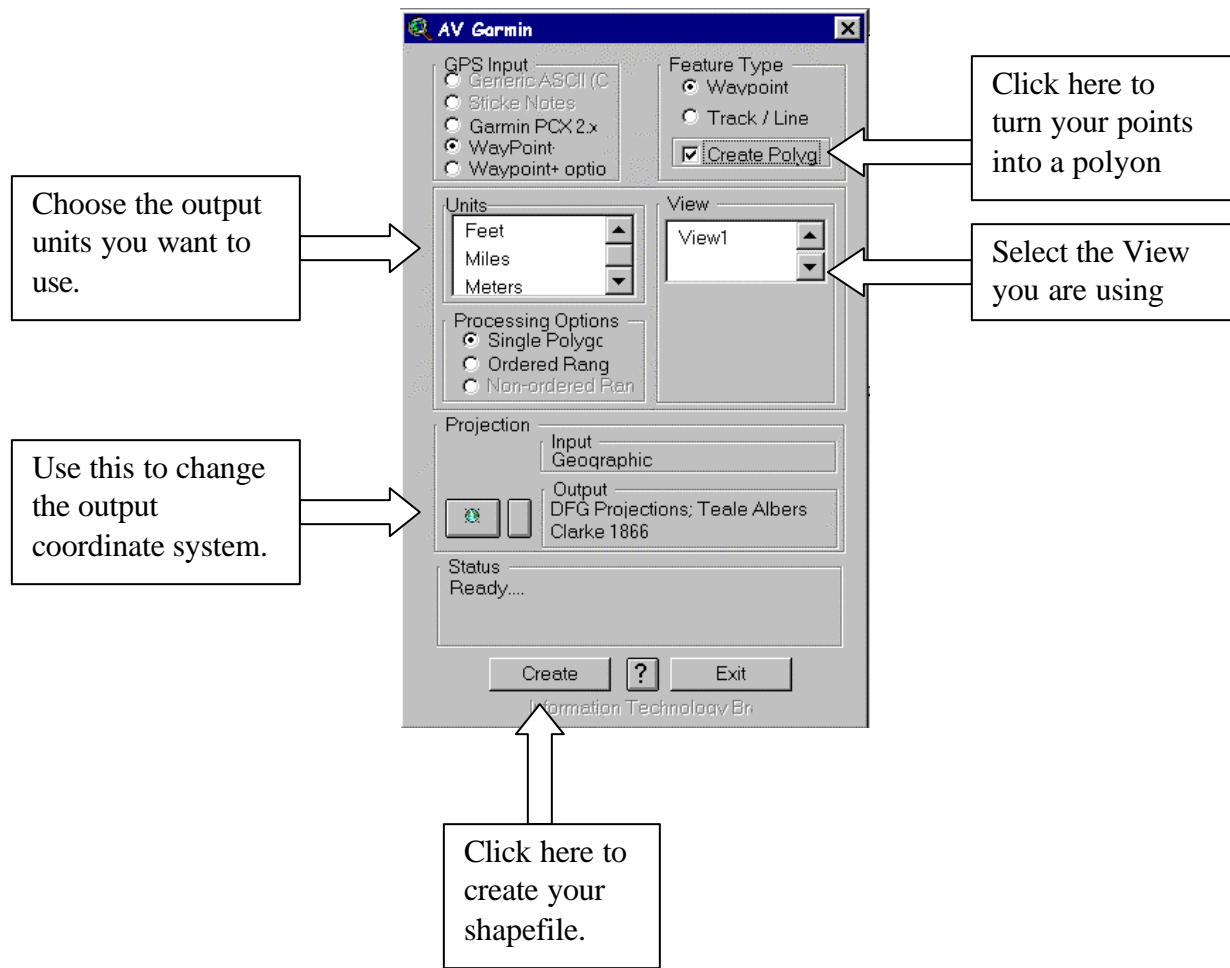 AV Garmin
GPS Input
Generic ASCII (C
Sticke Notes
Garmin PCX 2.x
WayPoint
Waypoint+ optio
Feature Type
Waypoint
Track / Line
Create Polyg
Click here to
turn your points
into a polyon
Choose the output
units you want to
use.
Units
Feet
Miles
Meters
View
View1
Select the View
you are using
Processing Options
Single Polygo
Ordered Rang
Non-ordered Ran
Use this to change
the output
coordinate system.
Projection
Input
Geographic
Output
DFG Projections; Teale Albers
Clarke 1866
Status
Ready....
Create
?
Exit
Information Technology Br
Click here to
create your
shapefile.